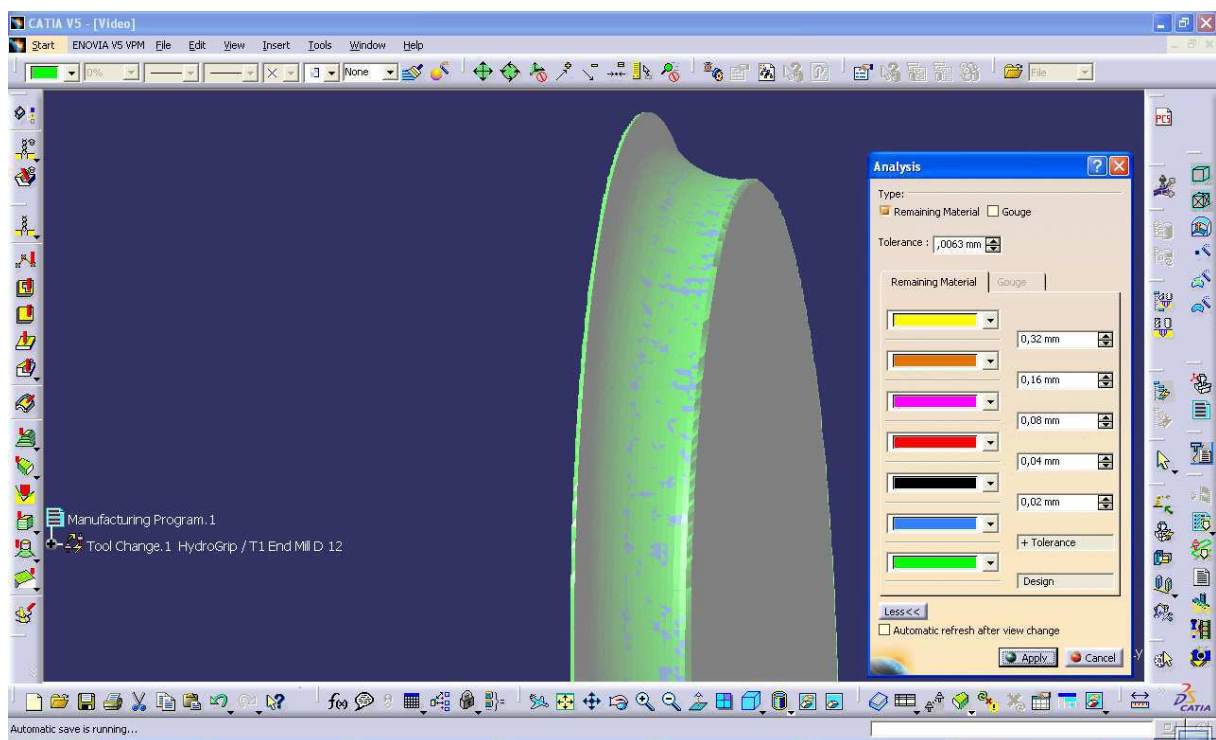 CATIA V5 - [Video]
Start ENOVIA V5 VPM File Edit View Insert Tools Window Help
0% None File
PCS
Analysis
Type:
Remaining Material Gouge
Tolerance : ,0063 mm
Remaining Material Gouge
0,32 mm
0,16 mm
0,08 mm
0,04 mm
0,02 mm
+ Tolerance
Design
Less<<
Automatic refresh after view change
Apply Cancel
Manufacturing Program.1
Tool Change.1 HydroGrip / T1 End Mill D 12
f(x)
CATIA
Automatic save is running...